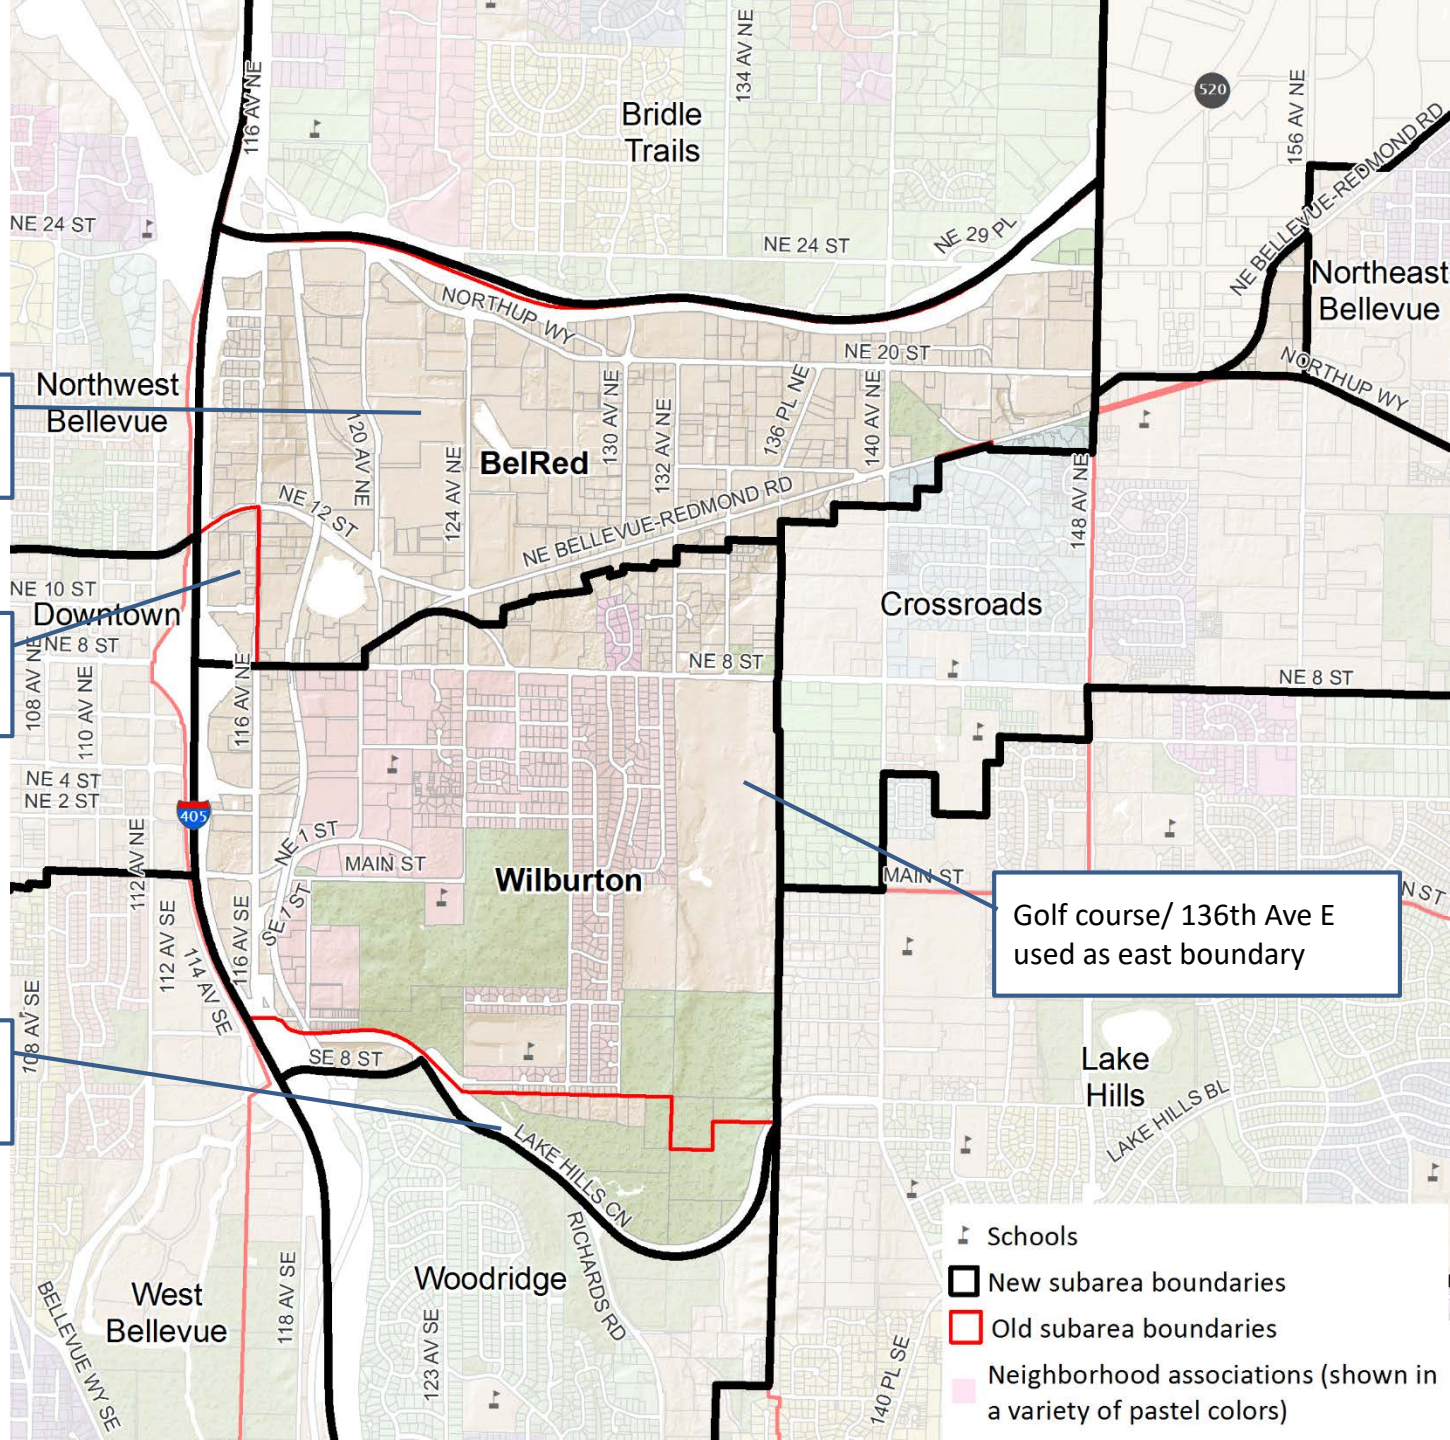 116 AV NE
134 AV NE
520
156 AV NE
NE BELLEVUE-REDMOND RD
Bridle
Trails
NE 24 ST
NE 24 ST
NE 29 PL
Northeast
Bellevue
NORTHUP WY
NE 20 ST
NORTHUP WY
Northwest
Bellevue
120 AV NE
124 AV NE
BelRed
130 AV NE
132 AV NE
136 PL NE
140 AV NE
148 AV NE
NE 12 ST
NE BELLEVUE-REDMOND RD
NE 10 ST
Downtown
NE 8 ST
Crossroads
108 AV NE
110 AV NE
116 AV NE
NE 8 ST
NE 8 ST
NE 4 ST
NE 2 ST
405
112 AV NE
NE 1 ST
MAIN ST
Wilburton
MAIN ST
N ST
Golf course/ 136th Ave E
used as east boundary
112 AV SE
114 AV SE
116 AV SE
SE 1 ST
108 AV SE
SE 8 ST
Lake
Hills
LAKE HILLS BL
LAKE HILLS CN
RICHARDS RD
Woodridge
West
Bellevue
118 AV SE
123 AV SE
BELLEVUE WY SE
140 PL SE
Schools
New subarea boundaries
Old subarea boundaries
Neighborhood associations (shown in
a variety of pastel colors)